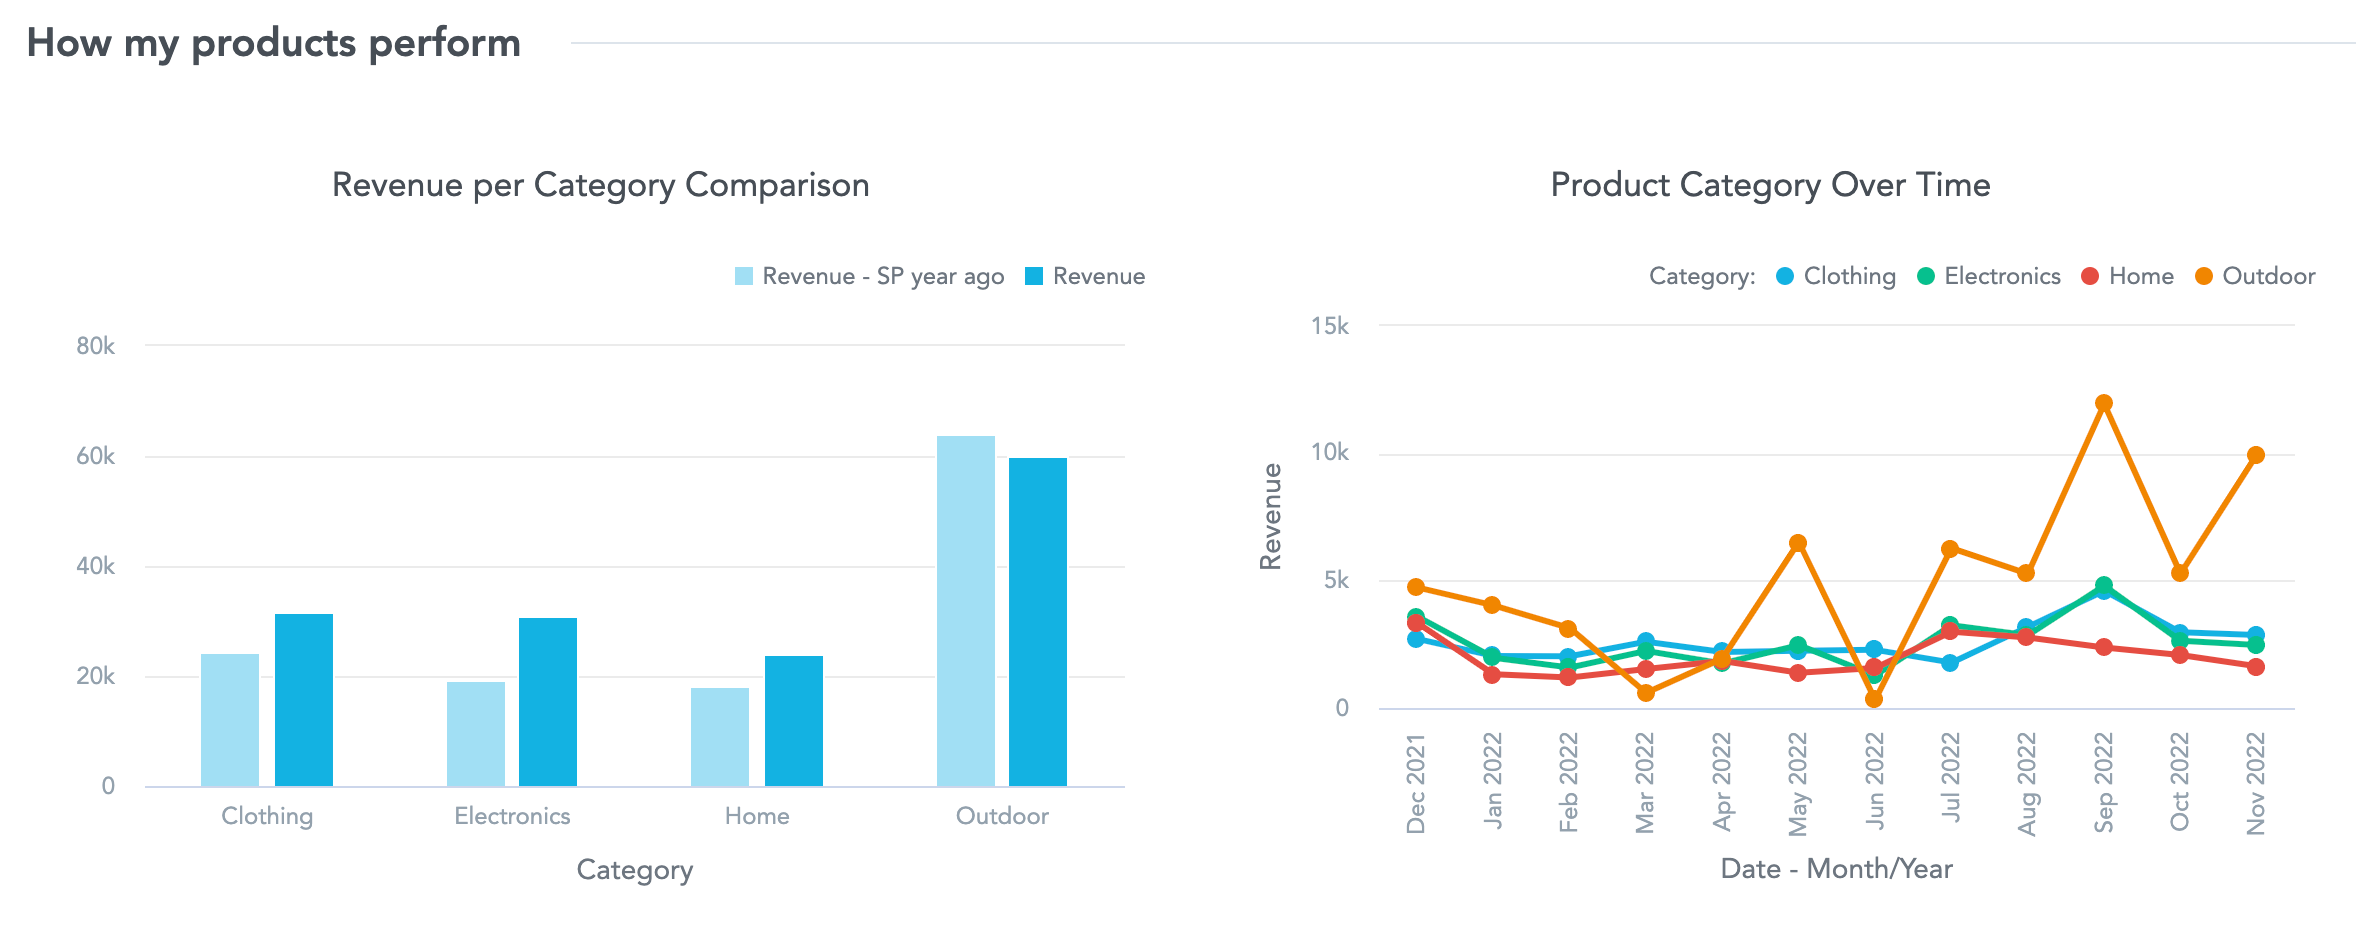 How my products perform
Revenue per Category Comparison
Revenue - SP year ago Revenue
80k
60k
40k
20k
0
Clothing Electronics Home Outdoor
Category
Product Category Over Time
Category: Clothing Electronics Home Outdoor
Revenue
15k
10k
5k
0
Dec 2021
Jan 2022
Feb 2022
Mar 2022
Apr 2022
May 2022
Jun 2022
Jul 2022
Aug 2022
Sep 2022
Oct 2022
Nov 2022
Date - Month/Year